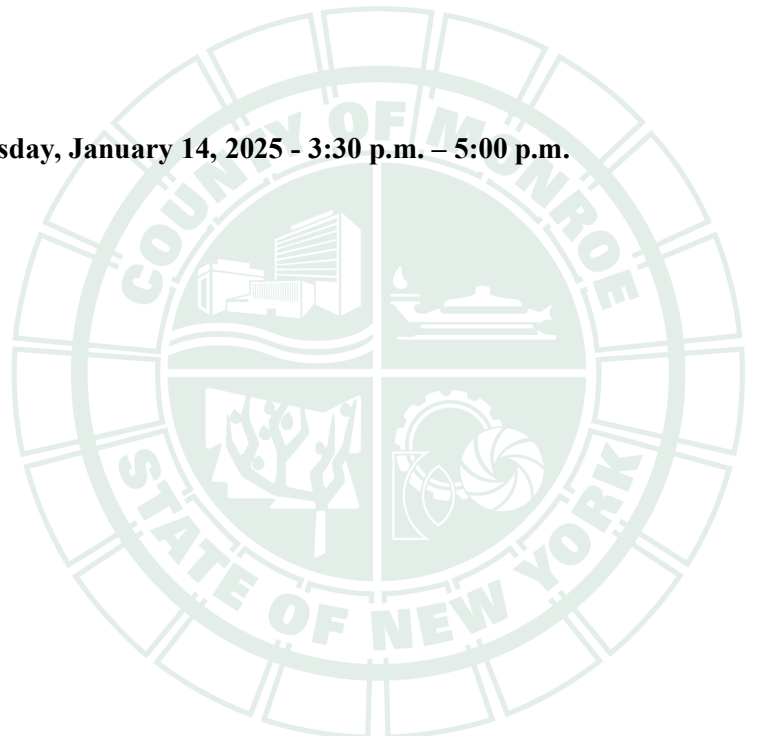 sday, January 14, 2025 - 3:30 p.m. – 5:00 p.m.
COUNTY OF MONROE
STATE OF NEW YORK